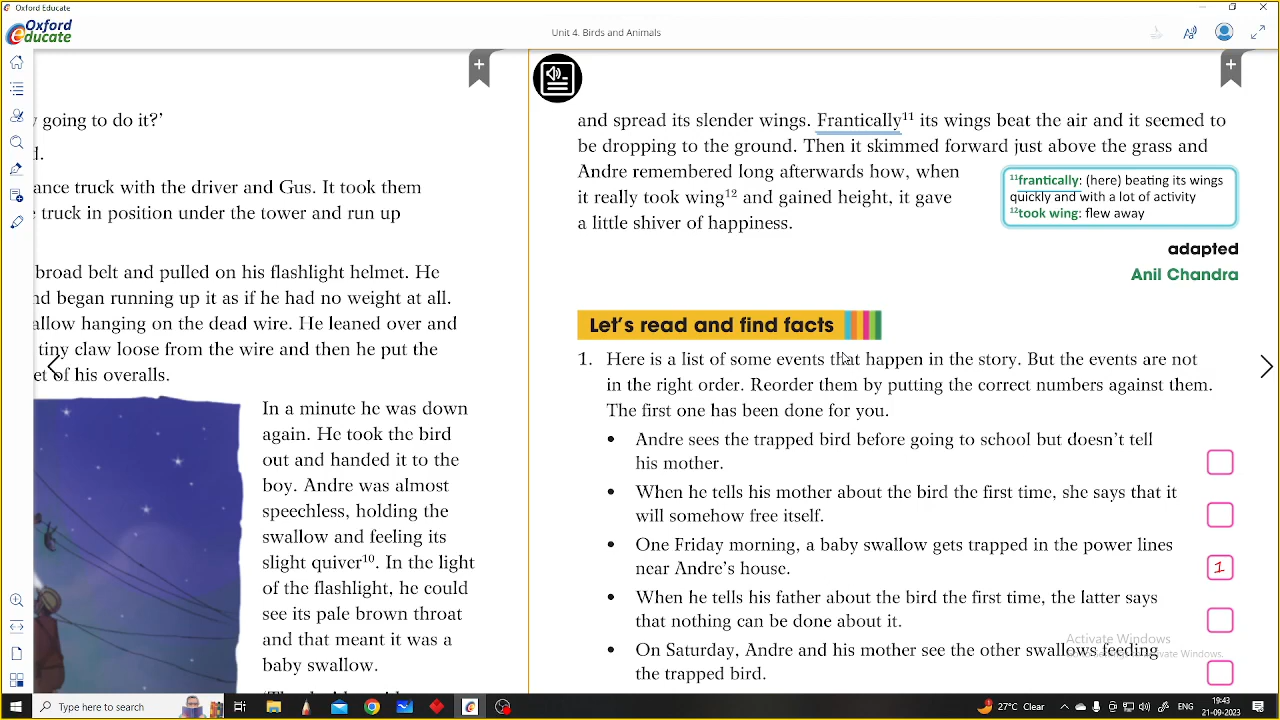 Oxford Educate
Oxford
educate
Unit 4. Birds and Animals
y going to do it?’
d.
ance truck with the driver and Gus. It took them
e truck in position under the tower and run up
broad belt and pulled on his flashlight helmet. He
nd began running up it as if he had no weight at all.
allow hanging on the dead wire. He leaned over and
tiny claw loose from the wire and then he put the
et of his overalls.
In a minute he was down
again. He took the bird
out and handed it to the
boy. Andre was almost
speechless, holding the
swallow and feeling its
slight quiver¹⁰. In the light
of the flashlight, he could
see its pale brown throat
and that meant it was a
baby swallow.
and spread its slender wings. Frantically¹¹ its wings beat the air and it seemed to
be dropping to the ground. Then it skimmed forward just above the grass and
Andre remembered long afterwards how, when
it really took wing¹² and gained height, it gave
a little shiver of happiness.
¹¹frantically: (here) beating its wings
quickly and with a lot of activity
¹²took wing: flew away
adapted
Anil Chandra
Let’s read and find facts
1. Here is a list of some events that happen in the story. But the events are not
in the right order. Reorder them by putting the correct numbers against them.
The first one has been done for you.
• Andre sees the trapped bird before going to school but doesn’t tell
his mother.
• When he tells his mother about the bird the first time, she says that it
will somehow free itself.
• One Friday morning, a baby swallow gets trapped in the power lines
near Andre’s house.
1
• When he tells his father about the bird the first time, the latter says
that nothing can be done about it.
• On Saturday, Andre and his mother see the other swallows feeding
the trapped bird.
Activate Windows
Type here to search
27°C Clear
ENG
19:43
21-09-2023